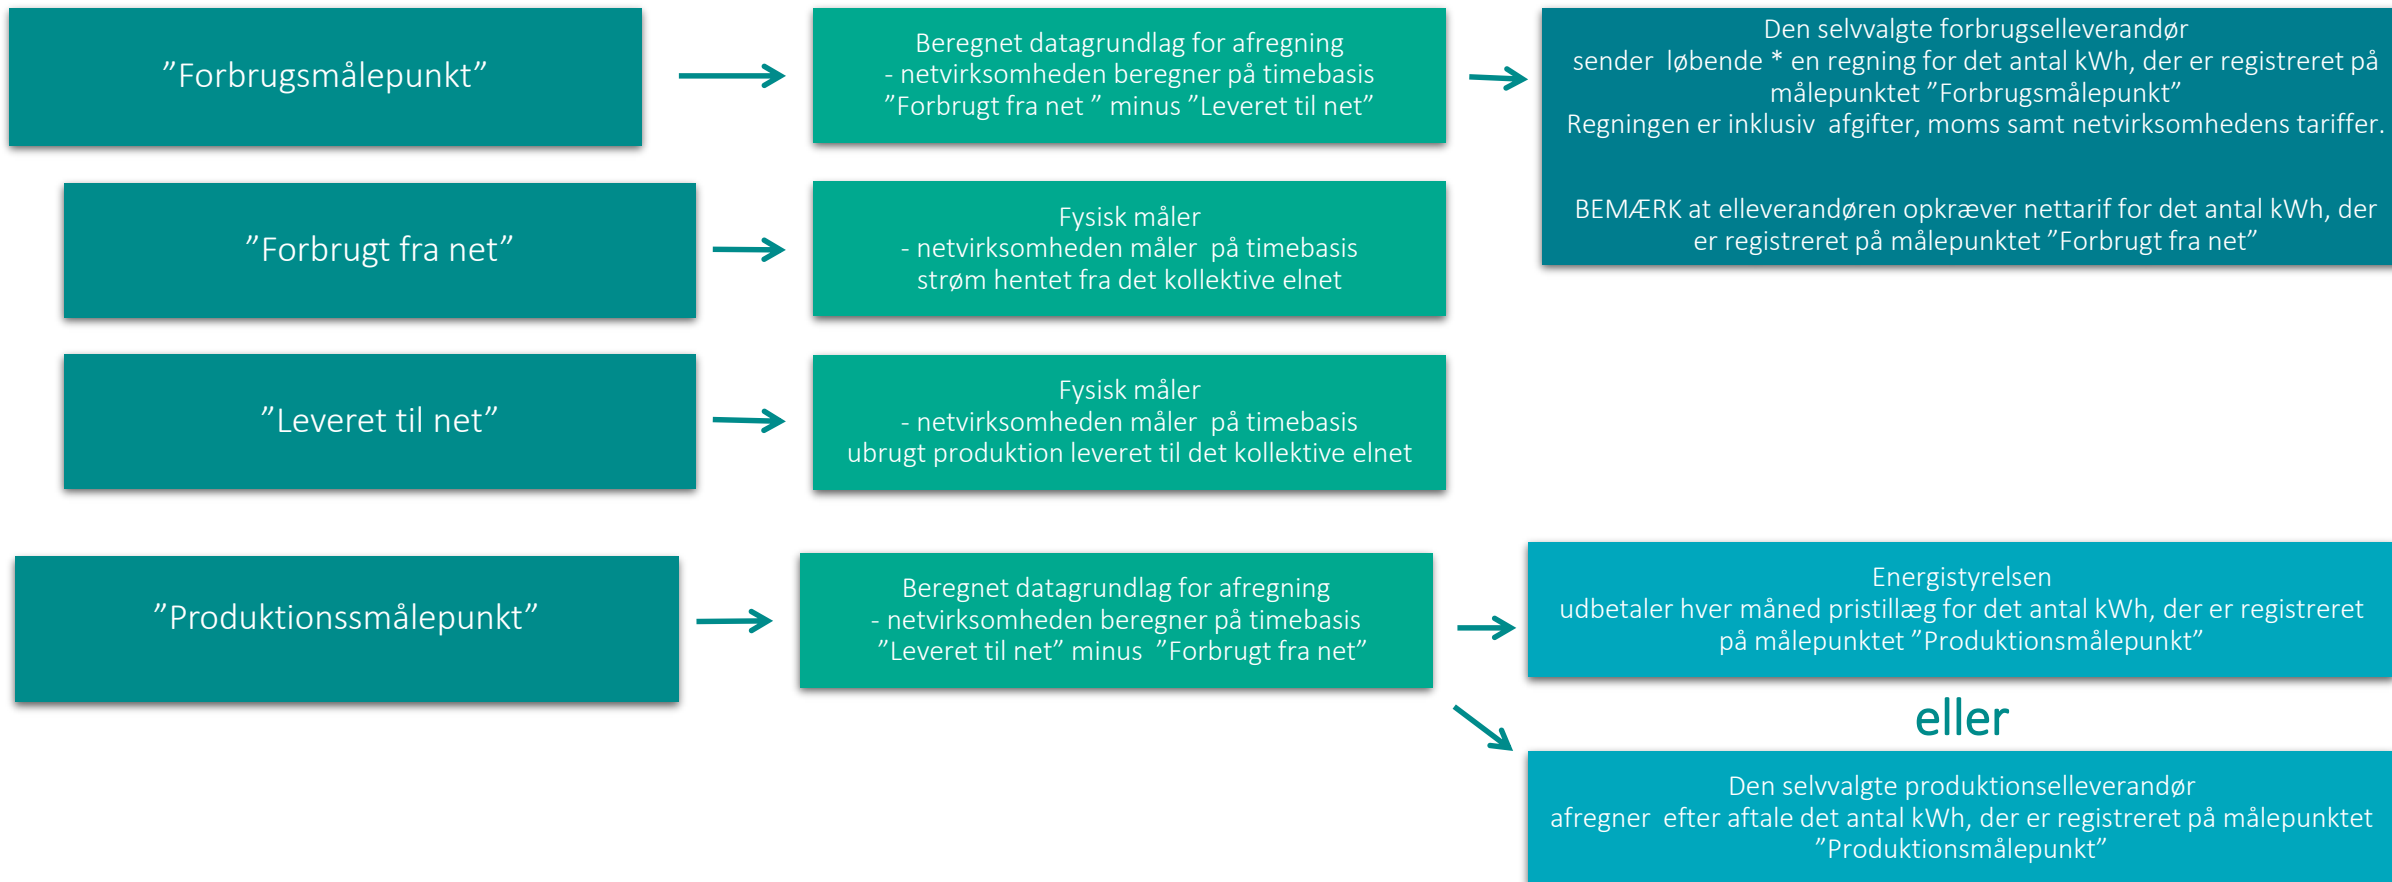 ”Forbrugsmålepunkt”
Beregnet datagrundlag for afregning
- netvirksomheden beregner på timebasis
”Forbrugt fra net ” minus ”Leveret til net”
Den selvvalgte forbrugselleverandør
sender løbende * en regning for det antal kWh, der er registreret på
målepunktet ”Forbrugsmålepunkt”
Regningen er inklusiv afgifter, moms samt netvirksomhedens tariffer.
BEMÆRK at elleverandøren opkræver nettarif for det antal kWh, der
er registreret på målepunktet ”Forbrugt fra net”
”Forbrugt fra net”
Fysisk måler
- netvirksomheden måler på timebasis
strøm hentet fra det kollektive elnet
”Leveret til net”
Fysisk måler
- netvirksomheden måler på timebasis
ubrugt produktion leveret til det kollektive elnet
”Produktionssmålepunkt”
Beregnet datagrundlag for afregning
- netvirksomheden beregner på timebasis
”Leveret til net” minus ”Forbrugt fra net”
Energistyrelsen
udbetaler hver måned pristillæg for det antal kWh, der er registreret
på målepunktet ”Produktionsmålepunkt”
eller
Den selvvalgte produktionselleverandør
afregner efter aftale det antal kWh, der er registreret på målepunktet
”Produktionsmålepunkt”